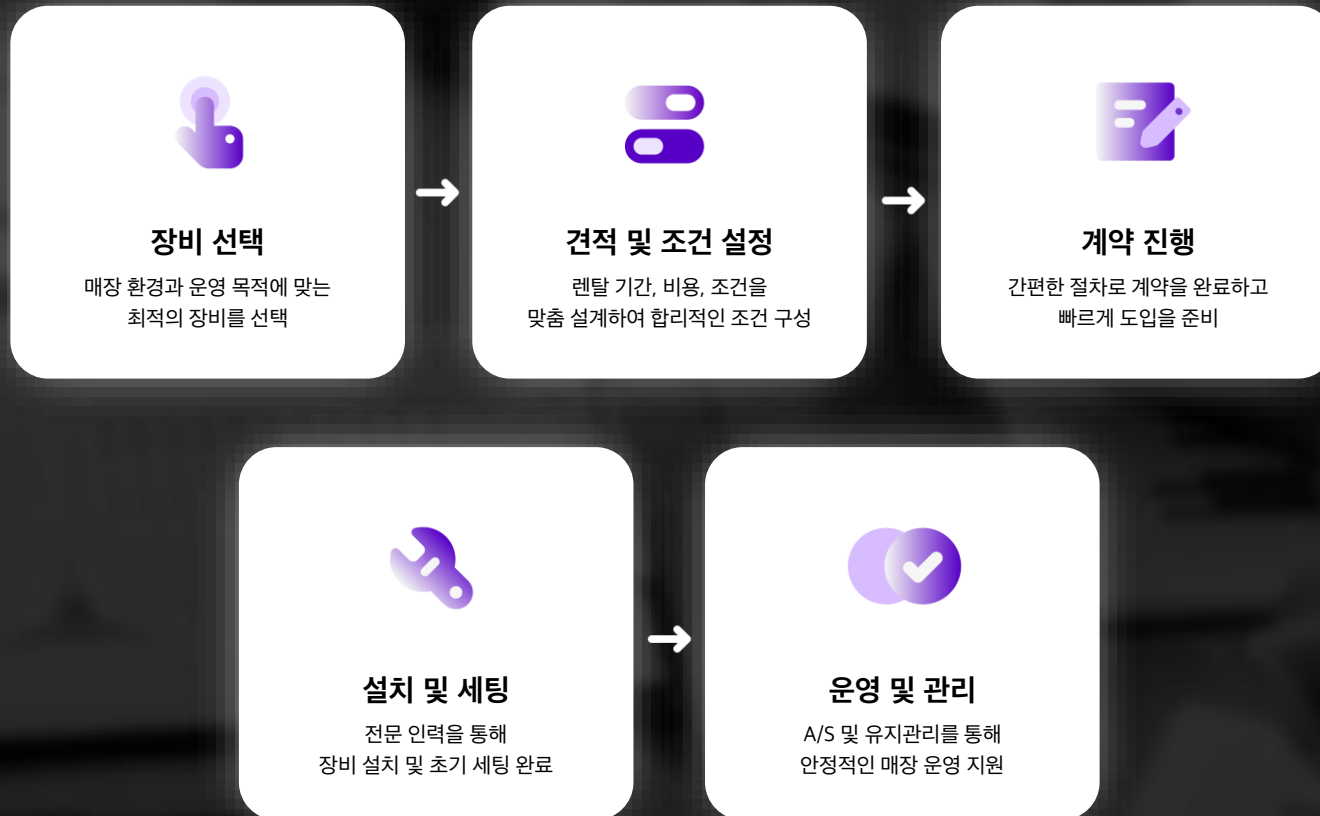 장비 선택
매장 환경과 운영 목적에 맞는
최적의 장비를 선택
견적 및 조건 설정
렌탈 기간, 비용, 조건을
맞춤 설계하여 합리적인 조건 구성
계약 진행
간편한 절차로 계약을 완료하고
빠르게 도입을 준비
설치 및 세팅
전문 인력을 통해
장비 설치 및 초기 세팅 완료
운영 및 관리
A/S 및 유지관리를 통해
안정적인 매장 운영 지원